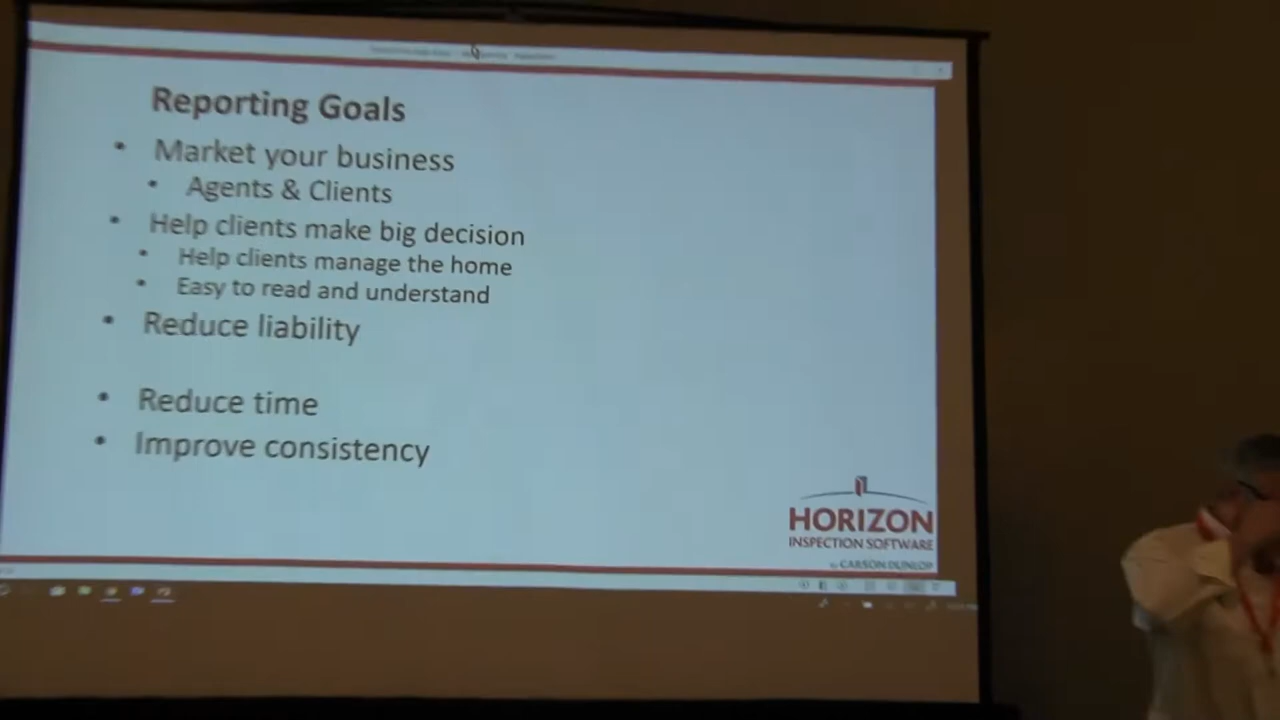 Reporting Goals
• Market your business
• Agents & Clients
• Help clients make big decision
• Help clients manage the home
• Easy to read and understand
• Reduce liability
• Reduce time
• Improve consistency
HORIZON
INSPECTION SOFTWARE
by CARSON DUNLOP